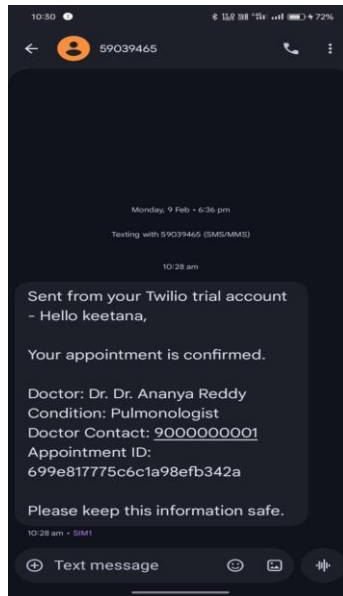 10:30
72%
59039465
Monday, 9 Feb • 6:36 pm
Texting with 59039465 (SMS/MMS)
10:28 am
Sent from your Twilio trial account
- Hello keetana,
Your appointment is confirmed.
Doctor: Dr. Dr. Ananya Reddy
Condition: Pulmonologist
Doctor Contact: 9000000001
Appointment ID:
699e817775c6c1a98efb342a
Please keep this information safe.
10:28 am • SIM1
Text message